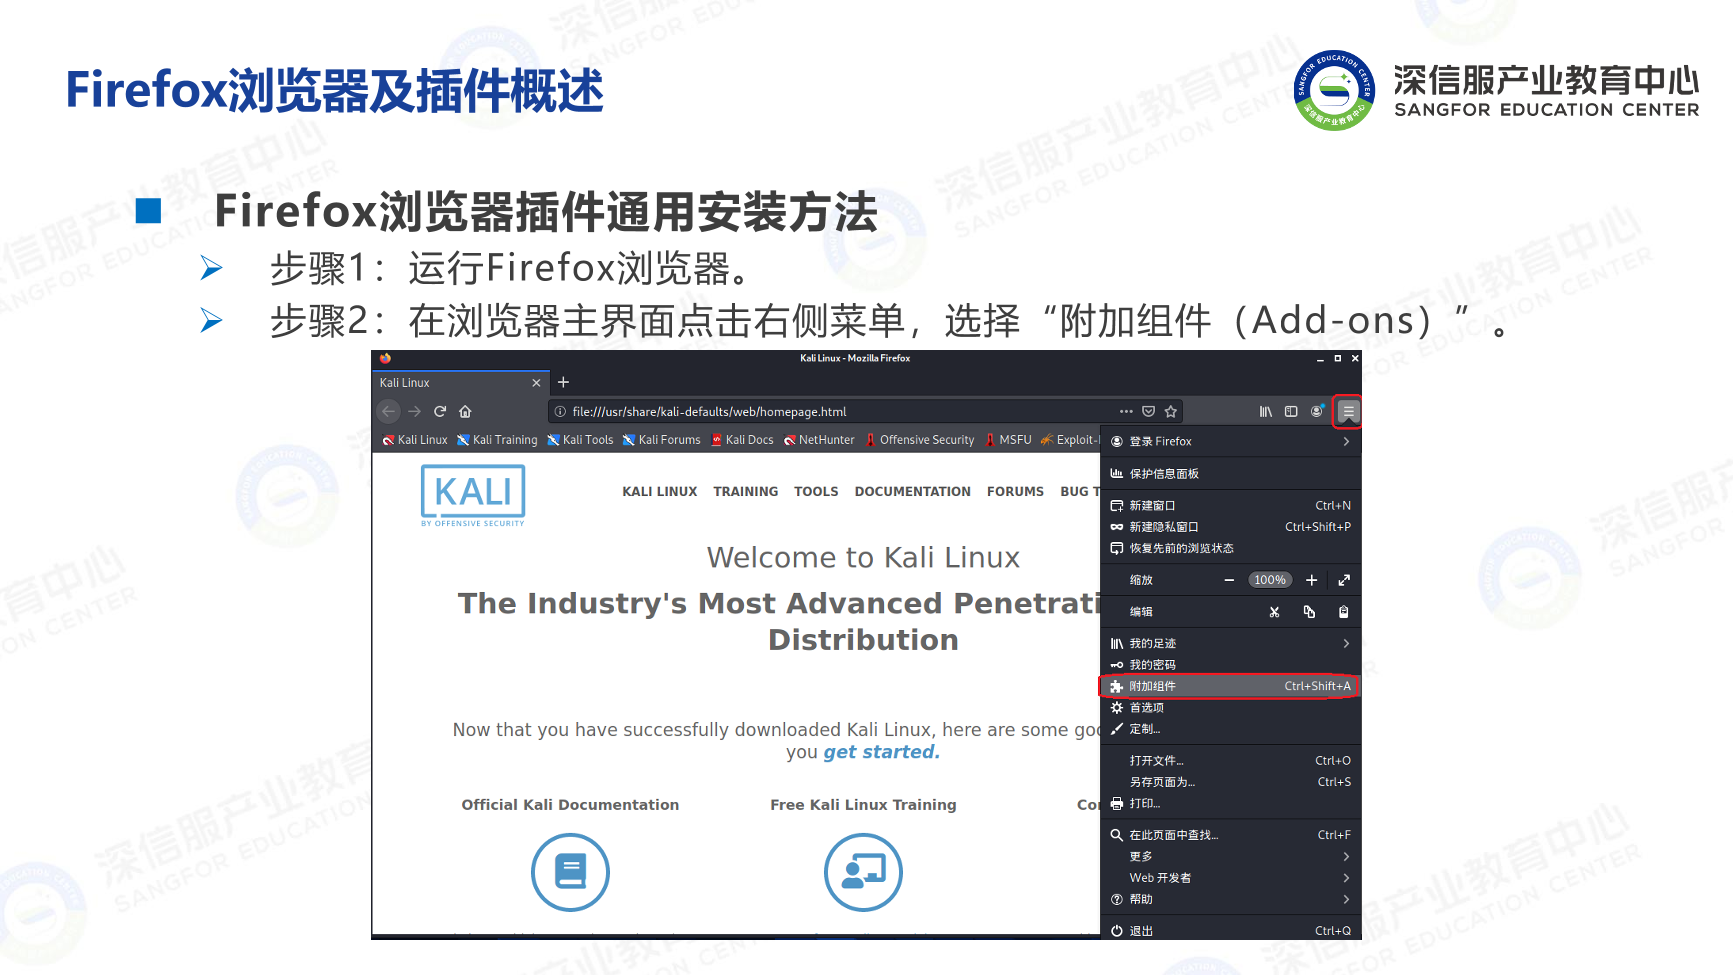 Firefox浏览器及插件概述
深信服产业教育中心
SANGFOR EDUCATION CENTER
Firefox浏览器插件通用安装方法
步骤1：运行Firefox浏览器。
步骤2：在浏览器主界面点击右侧菜单，选择“附加组件（Add-ons）”。
Kali Linux - Mozilla Firefox
Kali Linux
file:///usr/share/kali-defaults/web/homepage.html
Kali Linux Kali Training Kali Tools Kali Forums Kali Docs NetHunter Offensive Security MSFU Exploit-
KALI
BY OFFENSIVE SECURITY
KALI LINUX TRAINING TOOLS DOCUMENTATION FORUMS BUG T
Welcome to Kali Linux
The Industry's Most Advanced Penetrati
Distribution
Now that you have successfully downloaded Kali Linux, here are some goo
you get started.
Official Kali Documentation Free Kali Linux Training Co
登录 Firefox
保护信息面板
新建窗口 Ctrl+N
新建隐私窗口 Ctrl+Shift+P
恢复先前的浏览状态
缩放 100%
编辑
我的足迹
我的密码
附加组件 Ctrl+Shift+A
首选项
定制...
打开文件... Ctrl+O
另存页面为... Ctrl+S
打印...
在此页面中查找... Ctrl+F
更多
Web 开发者
帮助
退出 Ctrl+Q